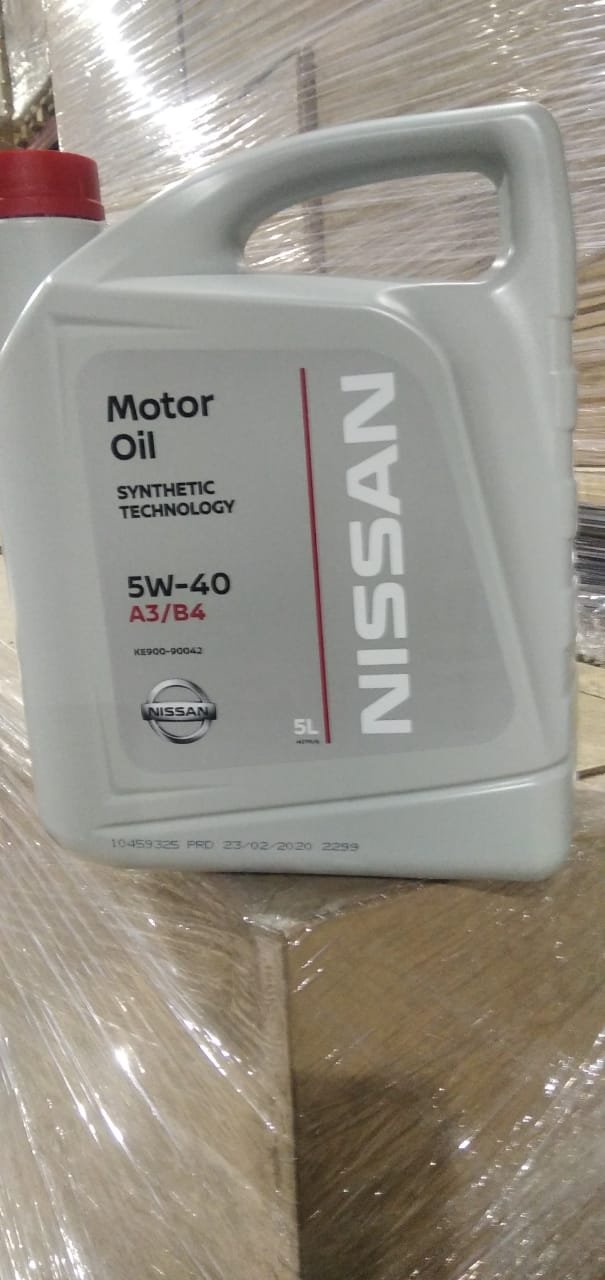 Motor
Oil
SYNTHETIC
TECHNOLOGY
5W-40
A3/B4
KE900-90042
NISSAN
5L
NISSAN
10459325 PRD 23/02/2020 2299